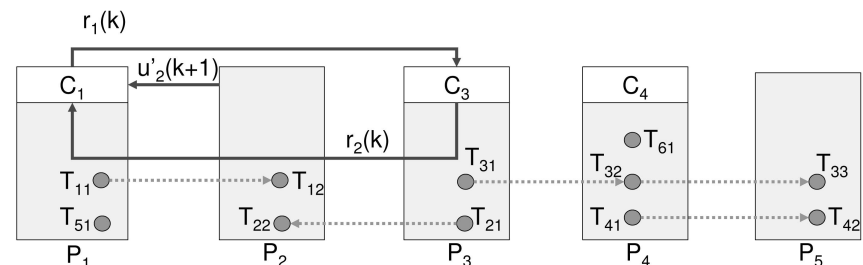 r₁(k)
C₁ u'₂(k+1) C₃ C₄
r₂(k)
T₆₁
T₁₁ T₁₂ T₃₁ T₃₂ T₃₃
T₅₁ T₂₂ T₂₁ T₄₁ T₄₂
P₁ P₂ P₃ P₄ P₅